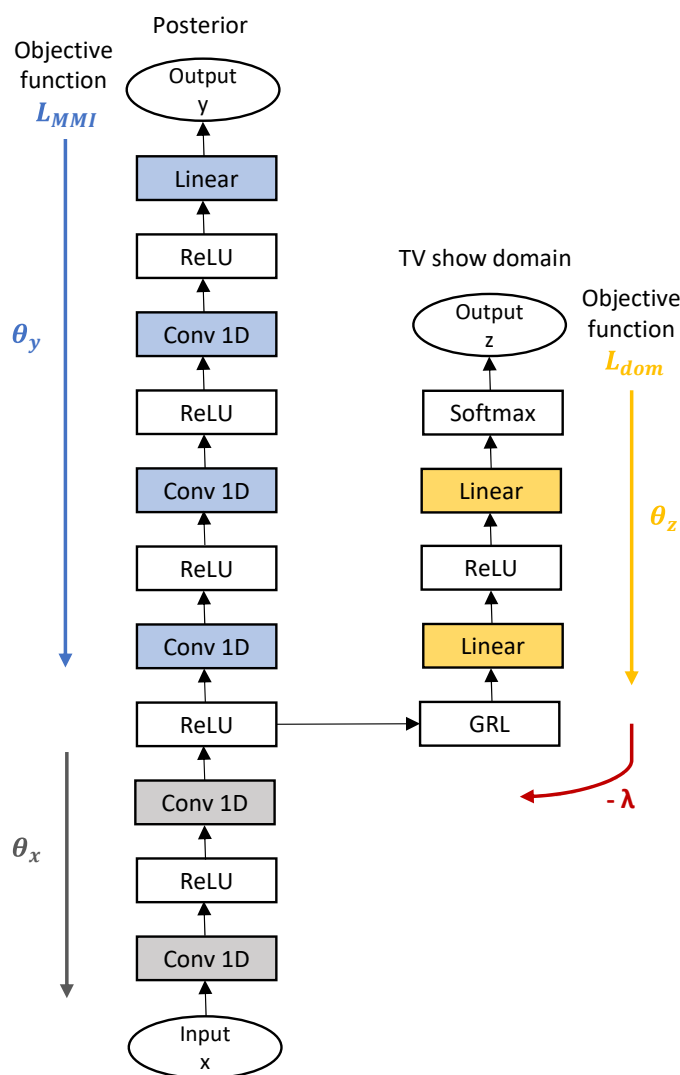 Posterior
Objective
function
L_MMI
Output
y
Linear
ReLU
Conv 1D
ReLU
Conv 1D
ReLU
Conv 1D
ReLU
Conv 1D
ReLU
Conv 1D
Input
x
θ_y
θ_x
TV show domain
Output
z
Objective
function
L_dom
Softmax
Linear
ReLU
Linear
GRL
θ_z
- λ